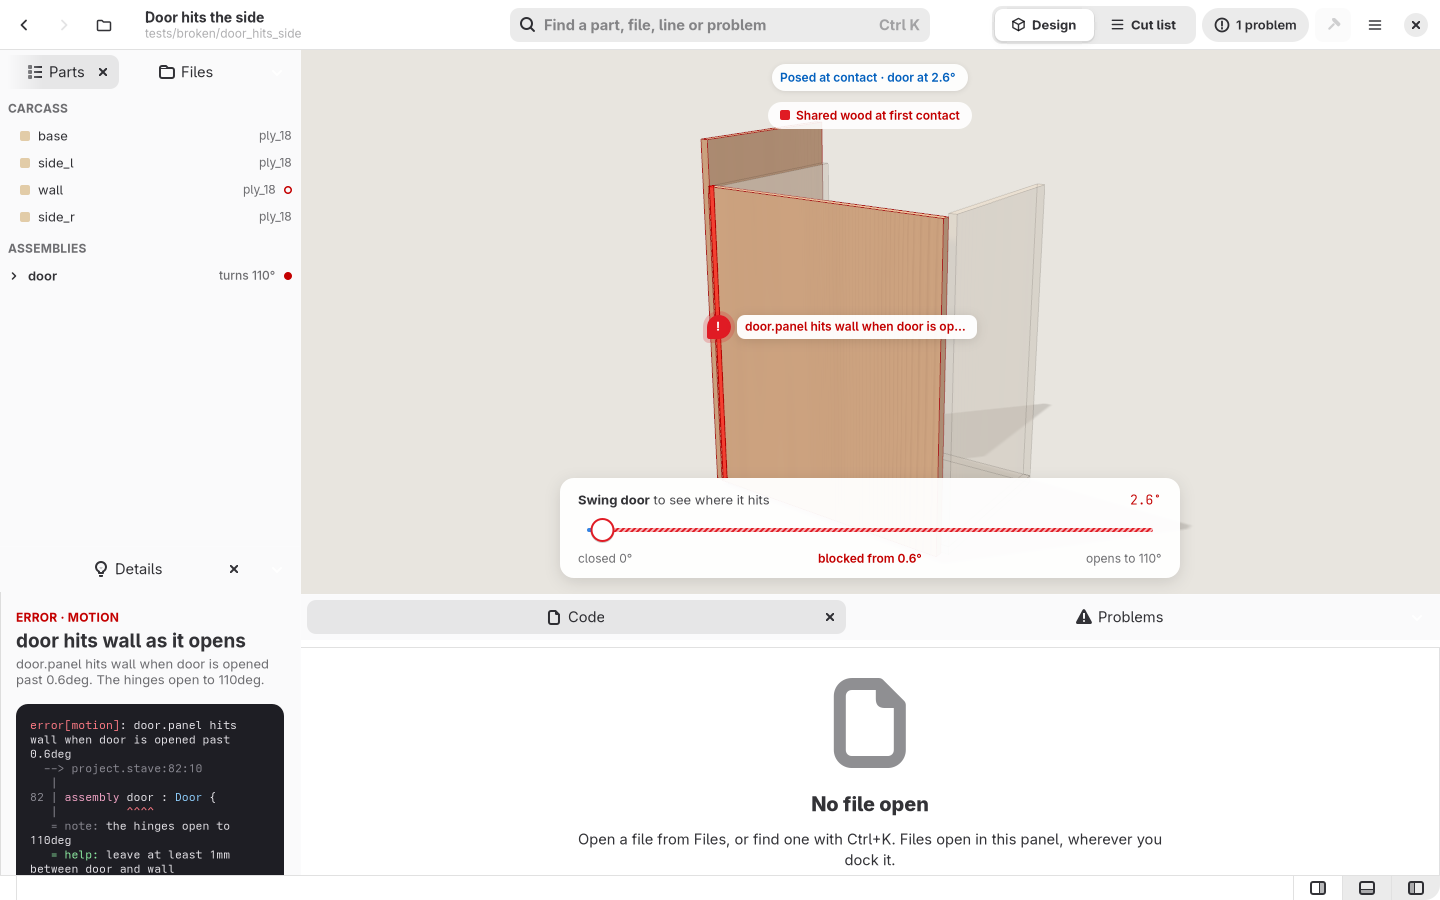 Door hits the side
tests/broken/door_hits_side
Find a part, file, line or problem
Ctrl K
Design
Cut list
1 problem
Parts
Files
CARCASS
base ply_18
side_l ply_18
wall ply_18
side_r ply_18
ASSEMBLIES
door turns 110°
Posed at contact · door at 2.6°
Shared wood at first contact
!
door.panel hits wall when door is op...
Swing door to see where it hits 2.6°
closed 0° blocked from 0.6° opens to 110°
Details
ERROR · MOTION
door hits wall as it opens
door.panel hits wall when door is opened
past 0.6deg. The hinges open to 110deg.
error[motion]: door.panel hits
wall when door is opened past
0.6deg
--> project.stave:82:10
|
82 | assembly door : Door {
| ^^^^
= note: the hinges open to
110deg
= help: leave at least 1mm
between door and wall
Code
Problems
No file open
Open a file from Files, or find one with Ctrl+K. Files open in this panel, wherever you
dock it.